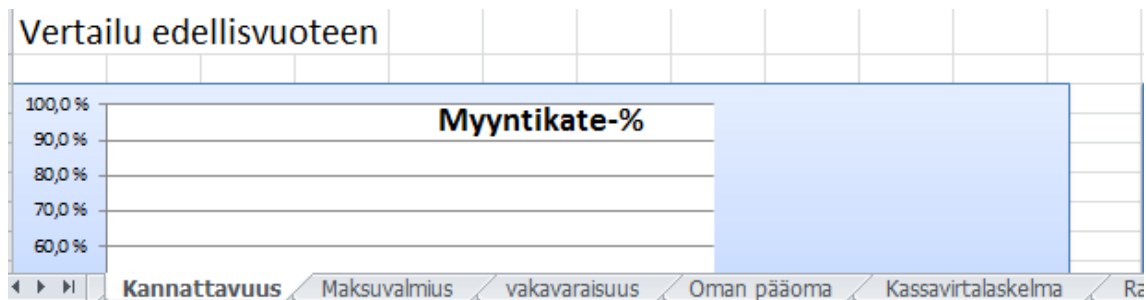 Vertailu edellisvuoteen
Myyntikate-%
100,0 %
90,0 %
80,0 %
70,0 %
60,0 %
Kannattavuus Maksuvalmius vakavaraisuus Oman pääoma Kassavirtalaskelma